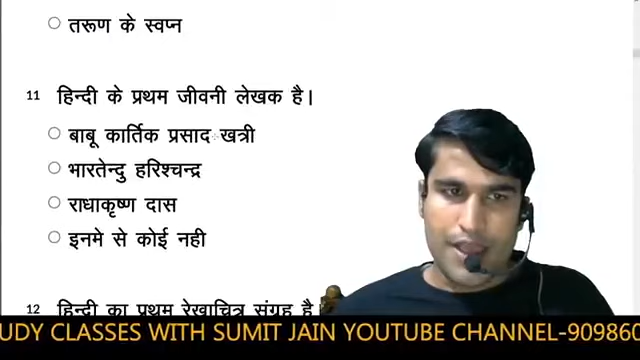 तरूण के स्वप्न
11 हिन्दी के प्रथम जीवनी लेखक है।
बाबू कार्तिक प्रसाद खत्री
भारतेन्दु हरिश्चन्द्र
राधाकृष्ण दास
इनमे से कोई नही
12 हिन्दी का प्रथम रेखाचित्र संग्रह है।
UDY CLASSES WITH SUMIT JAIN YOUTUBE CHANNEL-909860